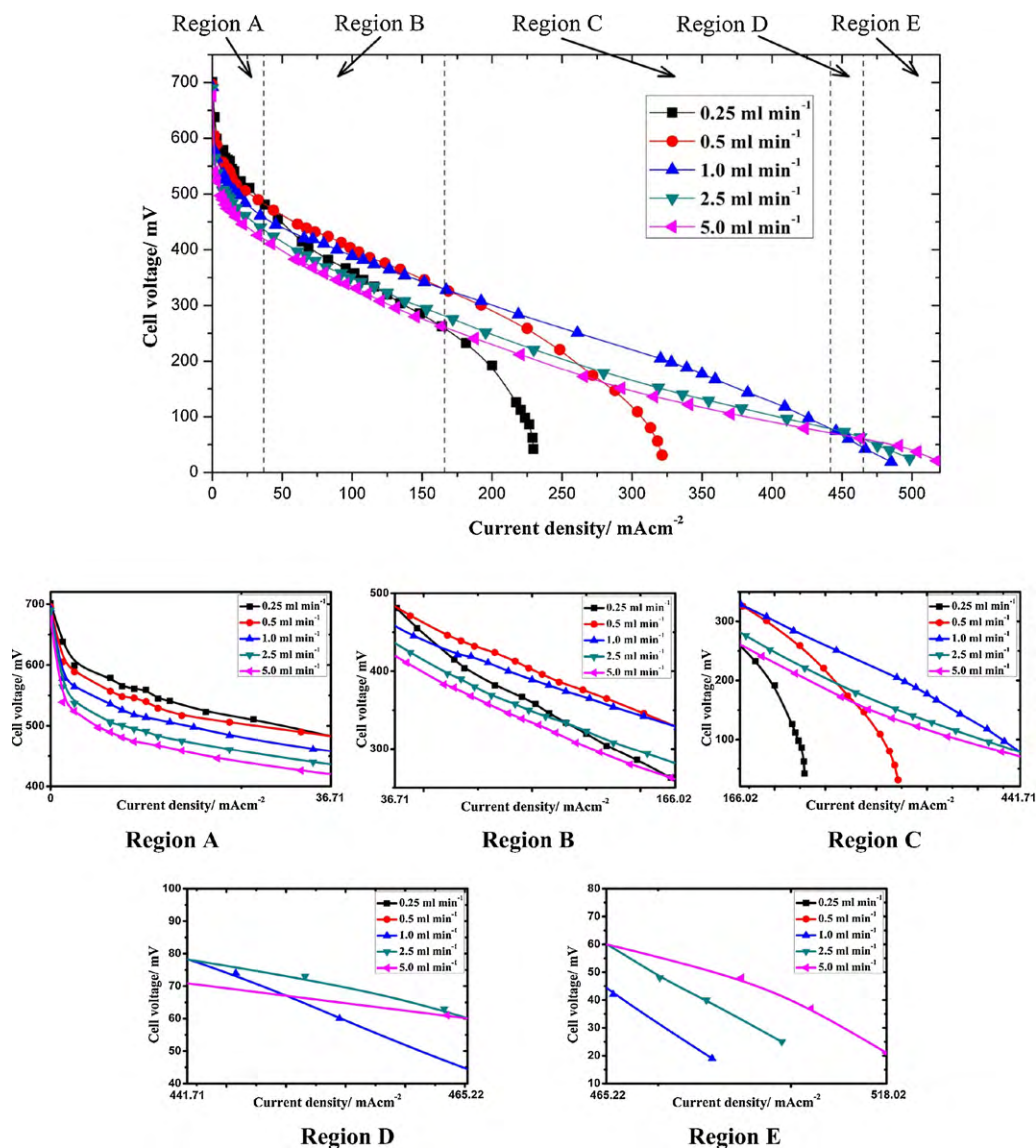 Region A
Region B
Region C
Region D
Region E
Cell voltage/ mV
700
600
500
400
300
200
100
0
0.25 ml min⁻¹
0.5 ml min⁻¹
1.0 ml min⁻¹
2.5 ml min⁻¹
5.0 ml min⁻¹
0 50 100 150 200 250 300 350 400 450 500
Current density/ mAcm⁻²
Cell voltage/ mV
700
600
500
400
0.25 ml min⁻¹
0.5 ml min⁻¹
1.0 ml min⁻¹
2.5 ml min⁻¹
5.0 ml min⁻¹
0 Current density/ mAcm⁻² 36.71
Region A
Cell voltage/ mV
500
400
300
0.25 ml min⁻¹
0.5 ml min⁻¹
1.0 ml min⁻¹
2.5 ml min⁻¹
5.0 ml min⁻¹
36.71 Current density/ mAcm⁻² 166.02
Region B
Cell voltage/ mV
300
200
100
0.25 ml min⁻¹
0.5 ml min⁻¹
1.0 ml min⁻¹
2.5 ml min⁻¹
5.0 ml min⁻¹
166.02 Current density/ mAcm⁻² 441.71
Region C
Cell voltage/ mV
100
90
80
70
60
50
40
0.25 ml min⁻¹
0.5 ml min⁻¹
1.0 ml min⁻¹
2.5 ml min⁻¹
5.0 ml min⁻¹
441.71 Current density/ mAcm⁻² 465.22
Region D
Cell voltage/ mV
80
70
60
50
40
30
20
10
0.25 ml min⁻¹
0.5 ml min⁻¹
1.0 ml min⁻¹
2.5 ml min⁻¹
5.0 ml min⁻¹
465.22 Current density/ mAcm⁻² 518.02
Region E